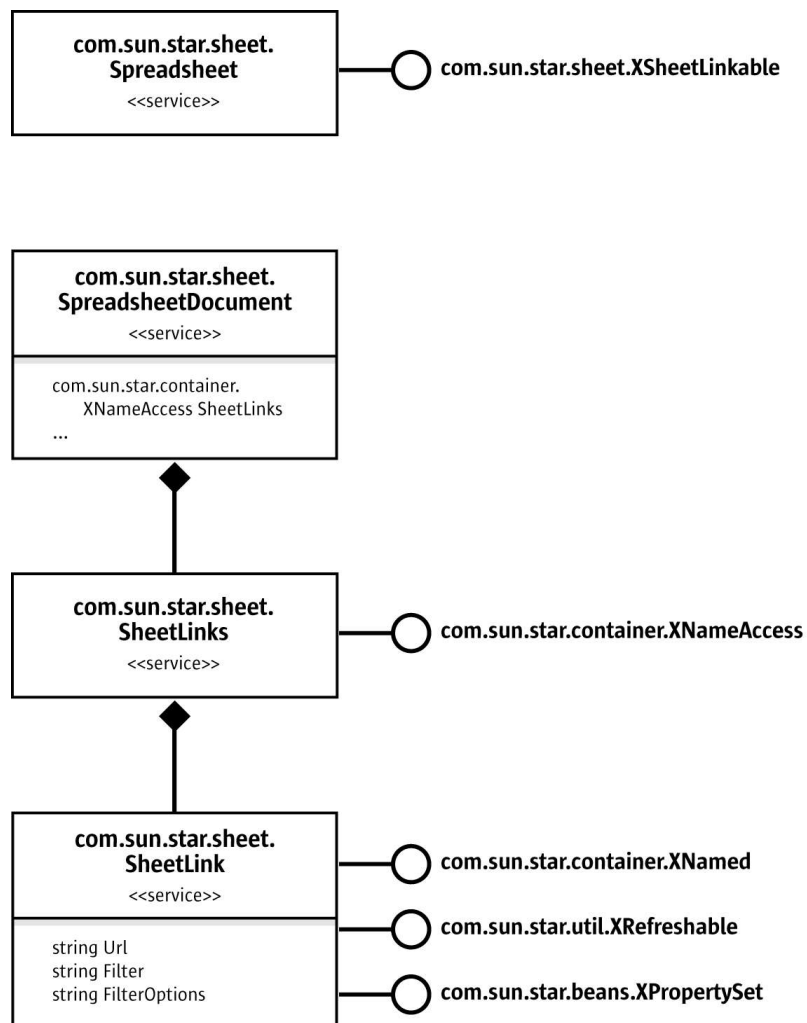 com.sun.star.sheet.
Spreadsheet
<<service>>
com.sun.star.sheet.XSheetLinkable
com.sun.star.sheet.
SpreadsheetDocument
<<service>>
com.sun.star.container.
XNameAccess SheetLinks
...
com.sun.star.sheet.
SheetLinks
<<service>>
com.sun.star.container.XNameAccess
com.sun.star.sheet.
SheetLink
<<service>>
string Url
string Filter
string FilterOptions
com.sun.star.container.XNamed
com.sun.star.util.XRefreshable
com.sun.star.beans.XPropertySet